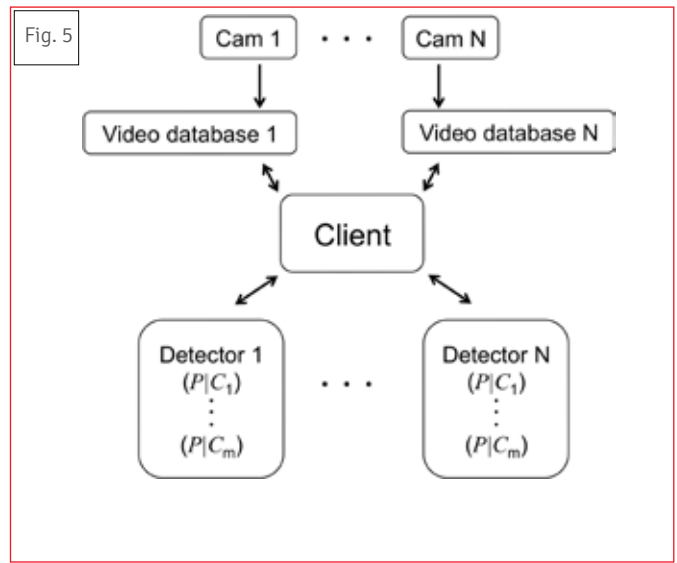 Fig. 5
Cam 1 · · · Cam N
Video database 1 Video database N
Client
Detector 1 Detector N
(P|C₁) · · · (P|C₁)
⋮ ⋮
(P|Cₘ) (P|Cₘ)